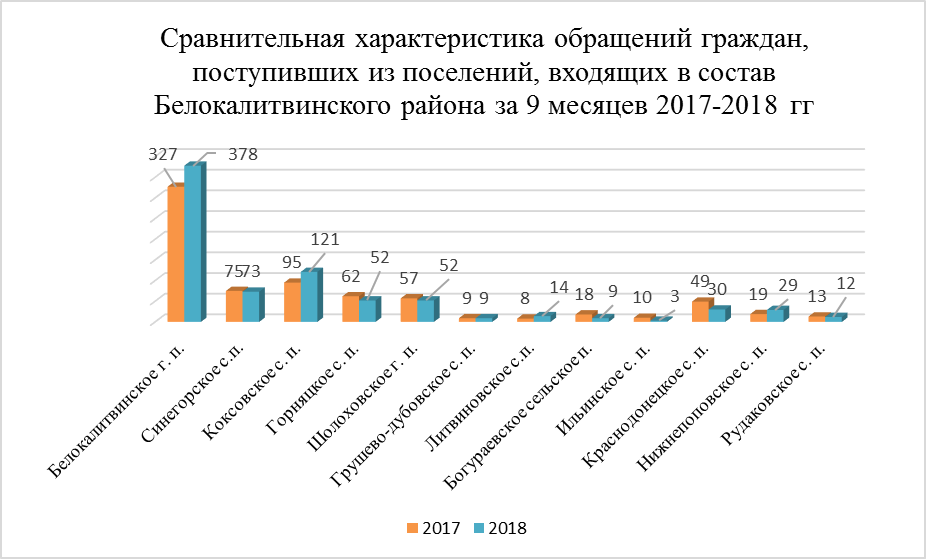 Сравнительная характеристика обращений граждан,
поступивших из поселений, входящих в состав
Белокалитвинского района за 9 месяцев 2017-2018 гг
327 378
75 73
95 121
62 52
57 52
9 9
8 14
18 9
10 3
49 30
19 29
13 12
Белокалитвинское г. п.
Синегорское с.п.
Коксовское с. п.
Горняцкое с. п.
Шолоховское г. п.
Грушево-дубовское с. п.
Литвиновское с.п.
Богураевское сельское п.
Ильинское с. п.
Краснодонецкое с. п.
Нижнепоповское с. п.
Рудаковское с. п.
2017 2018